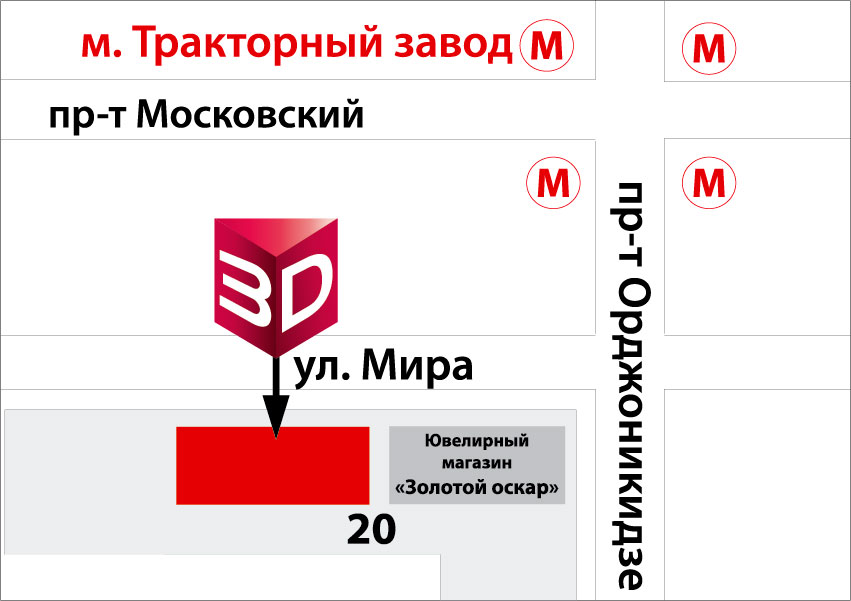 м. Тракторный завод М М
пр-т Московский
М М
пр-т Орджоникидзе
3D
ул. Мира
Ювелирный
магазин
«Золотой оскар»
20